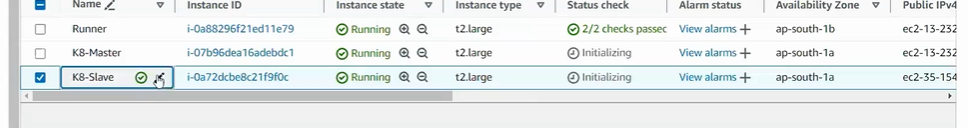 Name Instance ID Instance state Instance type Status check Alarm status Availability Zone Public IPv4
Runner i-0a88296f21ed11e79 Running t2.large 2/2 checks passec View alarms + ap-south-1b ec2-13-232
K8-Master i-07b96dea16adebdc1 Running t2.large Initializing View alarms + ap-south-1a ec2-13-232
K8-Slave i-0a72dcbe8c21f9f0c Running t2.large Initializing View alarms + ap-south-1a ec2-35-154